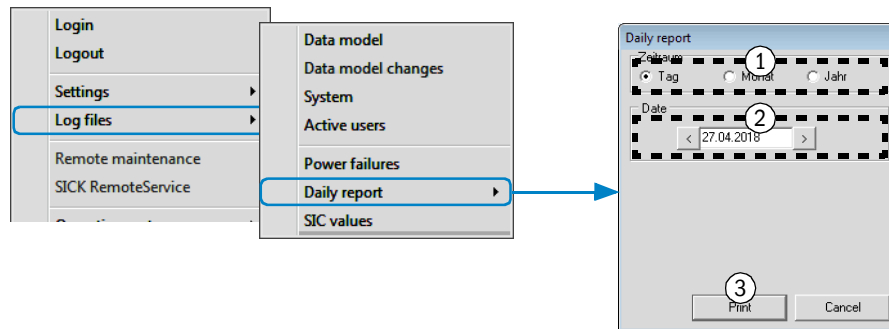 Login
Logout
Settings
Log files
Remote maintenance
SICK RemoteService
Data model
Data model changes
System
Active users
Power failures
Daily report
SIC values
Daily report
Zeitraum
1
Tag
Monat
Jahr
Date
2
< 27.04.2018 >
3
Print
Cancel